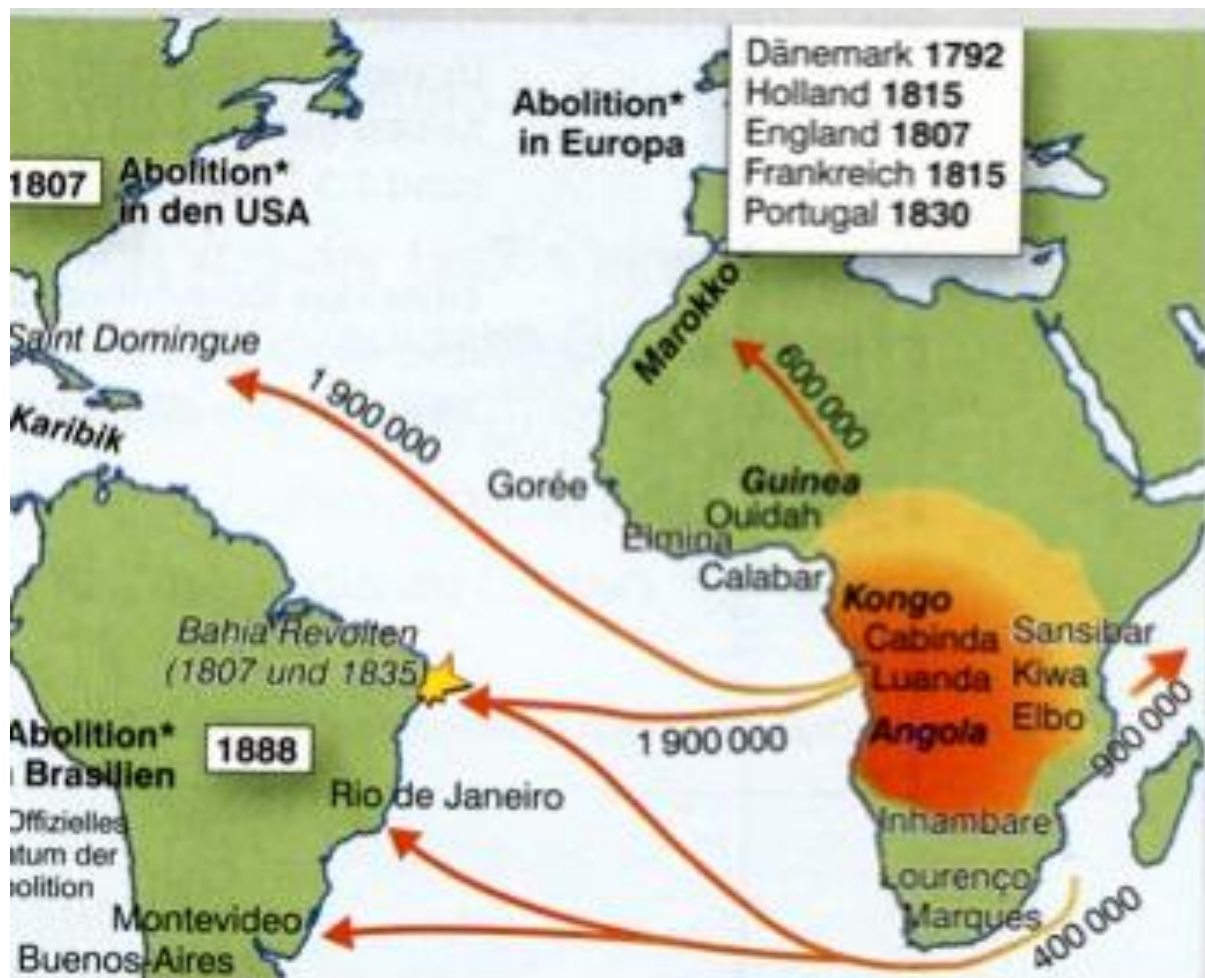 Dänemark 1792
Holland 1815
England 1807
Frankreich 1815
Portugal 1830
Abolition*
in Europa
1807
Abolition*
in den USA
Marokko
Saint Domingue
600 000
1 900 000
Karibik
Gorée
Guinea
Ouidah
Elmina
Calabar
Kongo
Cabinda
Luanda
Angola
Sansibar
Kiwa
Elbo
Bahia Revolten
(1807 und 1835)
1 900 000
900 000
Abolition*
Brasilien
1888
Rio de Janeiro
Offizielles
der
Inhambare
Lourenço
Marques
400 000
Montevideo
Buenos-Aires